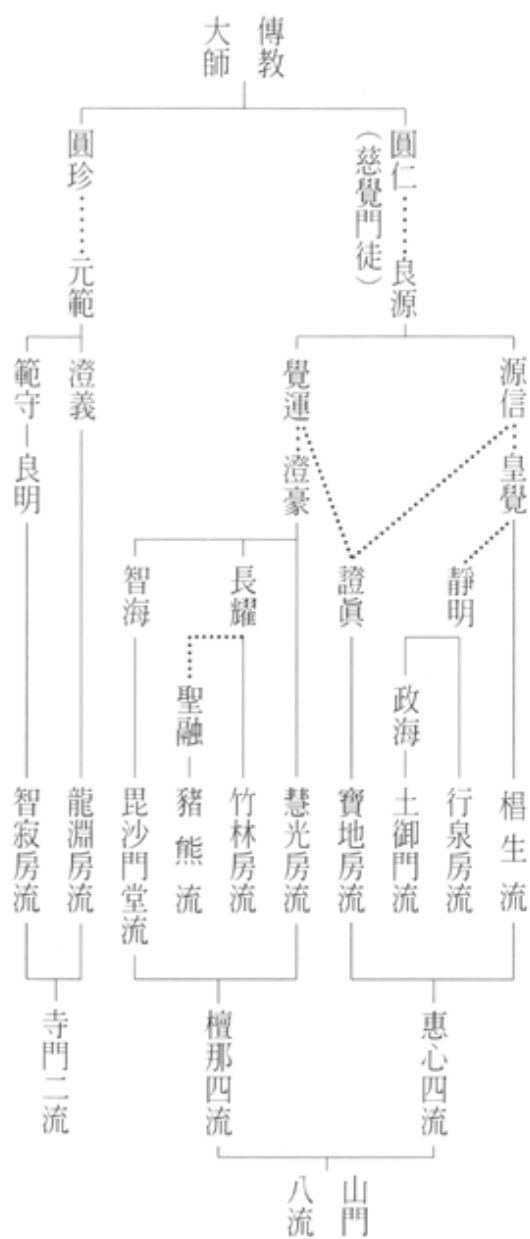 傳教
大師
圓仁
(慈覺門徒)
良源
圓珍
元範
源信
皇覺
覺運
澄豪
澄義
範守
良明
靜明
證眞
長耀
智海
政海
聖融
椙生流
行泉房流
土御門流
寶地房流
慧光房流
竹林房流
豬熊流
毘沙門堂流
龍淵房流
智寂房流
惠心四流
檀那四流
寺門二流
山門
八流